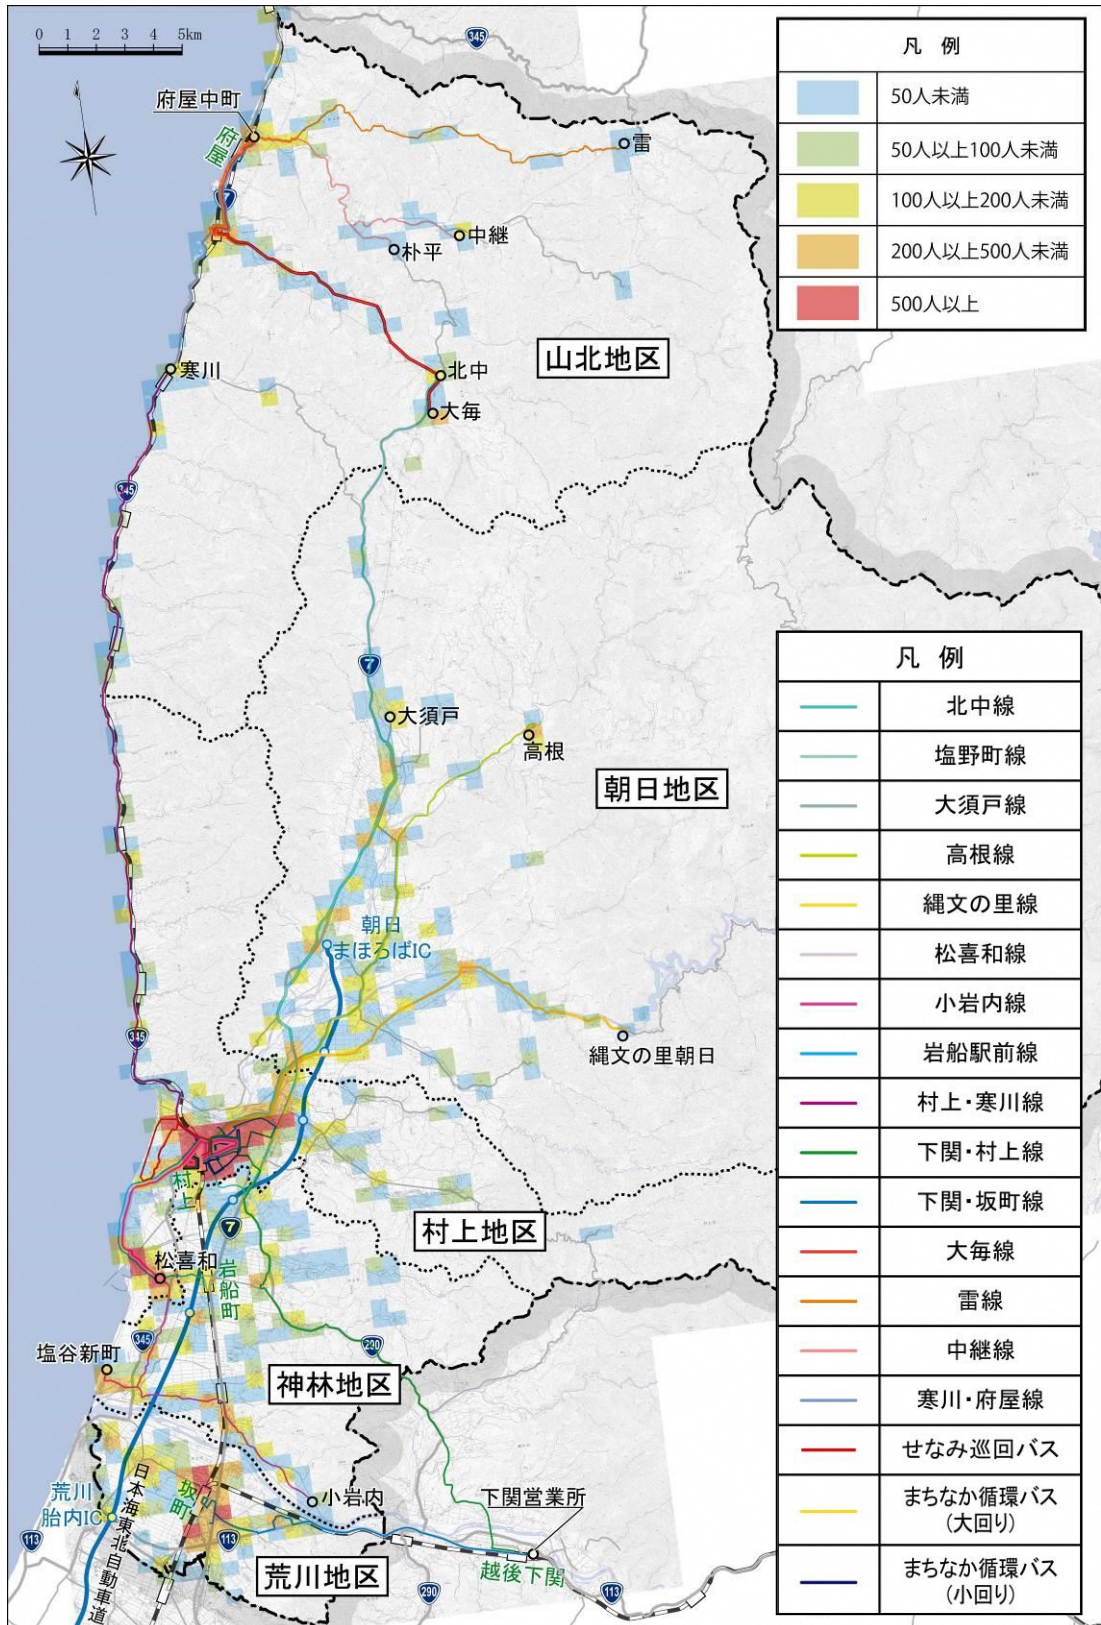 0 1 2 3 4 5km
345
凡 例
50人未満
50人以上100人未満
100人以上200人未満
200人以上500人未満
500人以上
府屋中町
府屋
7
雷
中継
朴平
山北地区
寒川
北中
大毎
345
7
大須戸
高根
朝日地区
朝日
まほろばIC
345
縄文の里朝日
村上
村上地区
7
松喜和
岩船町
345
290
塩谷新町
神林地区
坂町
荒川
胎内IC
日本海東北自動車道
小岩内
下関営業所
113
113
荒川地区
越後下関
290
113
凡 例
北中線
塩野町線
大須戸線
高根線
縄文の里線
松喜和線
小岩内線
岩船駅前線
村上・寒川線
下関・村上線
下関・坂町線
大毎線
雷線
中継線
寒川・府屋線
せなみ巡回バス
まちなか循環バス
(大回り)
まちなか循環バス
(小回り)